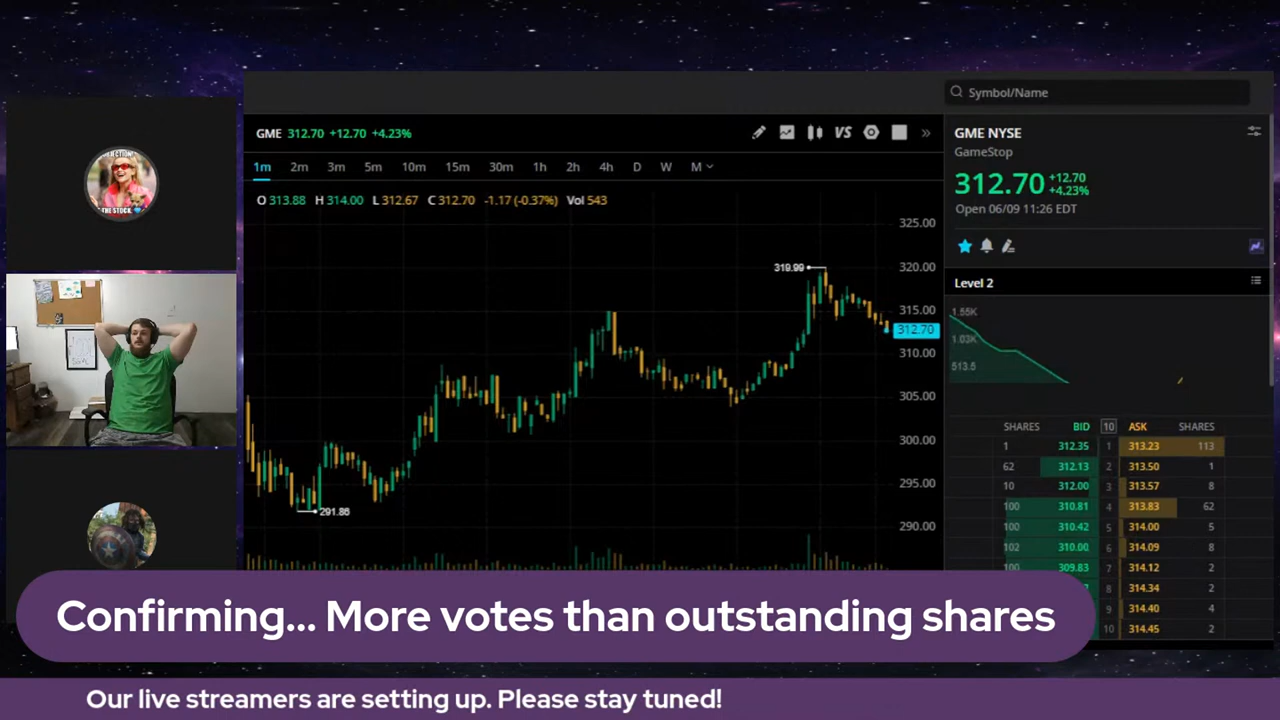 Symbol/Name
GME 312.70 +12.70 +4.23%
VS
1m 2m 3m 5m 10m 15m 30m 1h 2h 4h D W M
O 313.88 H 314.00 L 312.67 C 312.70 -1.17 (-0.37%) Vol 543
325.00
320.00
315.00
312.70
310.00
305.00
300.00
295.00
290.00
319.99
291.86
GME NYSE
GameStop
312.70 +12.70
+4.23%
Open 06/09 11:26 EDT
Level 2
1.55K
1.03K
513.5
SHARES BID 10 ASK SHARES
1 312.35 1 313.23 113
62 312.13 2 313.50 1
10 312.00 3 313.57 8
100 310.81 4 313.83 62
100 310.42 5 314.00 5
102 310.00 6 314.09 8
100 309.83 7 314.12 2
8 314.34 2
9 314.40 4
10 314.45 2
THE STOCK.
Confirming... More votes than outstanding shares
Our live streamers are setting up. Please stay tuned!